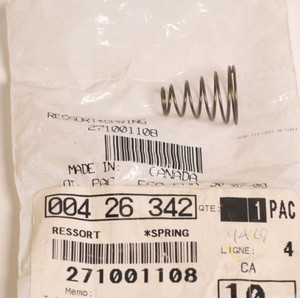 RESSORT*SPRING
271001108
MADE IN: CANADA
004 26 342 QTE: 1 PAC
RESSORT *SPRING
LIGNE: 4
271001108 CA
Memo: 10